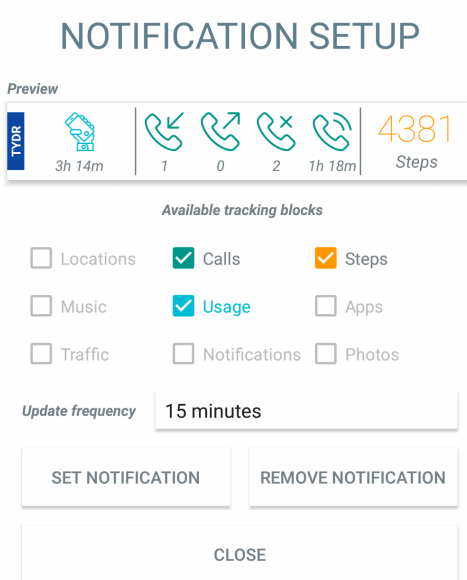 NOTIFICATION SETUP
Preview
TYDR
3h 14m
1
0
2
1h 18m
4381
Steps
Available tracking blocks
Locations
Calls
Steps
Music
Usage
Apps
Traffic
Notifications
Photos
Update frequency
15 minutes
SET NOTIFICATION
REMOVE NOTIFICATION
CLOSE